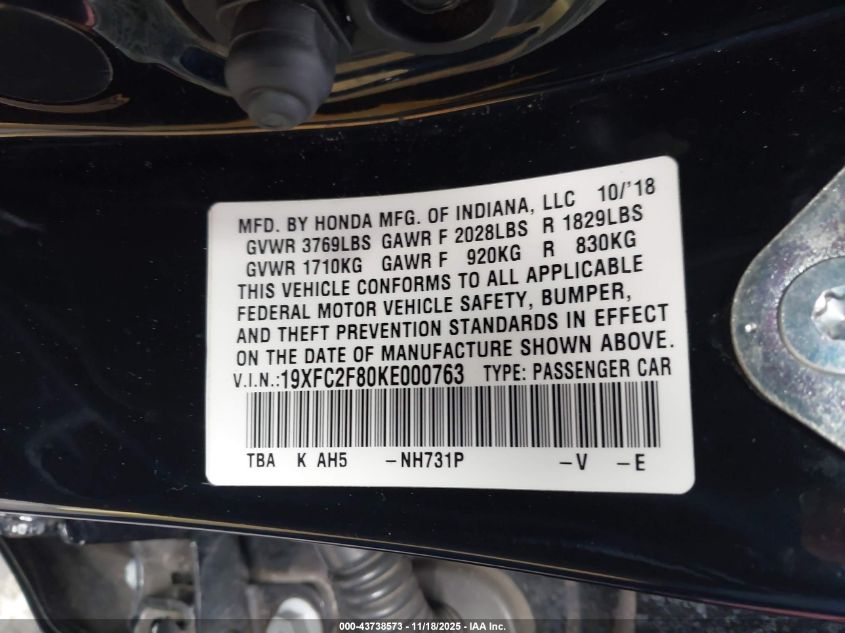 MFD. BY HONDA MFG. OF INDIANA, LLC 10/'18
GVWR 3769LBS GAWR F 2028LBS R 1829LBS
GVWR 1710KG GAWR F 920KG R 830KG
THIS VEHICLE CONFORMS TO ALL APPLICABLE
FEDERAL MOTOR VEHICLE SAFETY, BUMPER,
AND THEFT PREVENTION STANDARDS IN EFFECT
ON THE DATE OF MANUFACTURE SHOWN ABOVE.
V.I.N.:19XFC2F80KE000763 TYPE: PASSENGER CAR
TBA K AH5 -NH731P -V -E
000-43738573 - 11/18/2025 - IAA Inc.